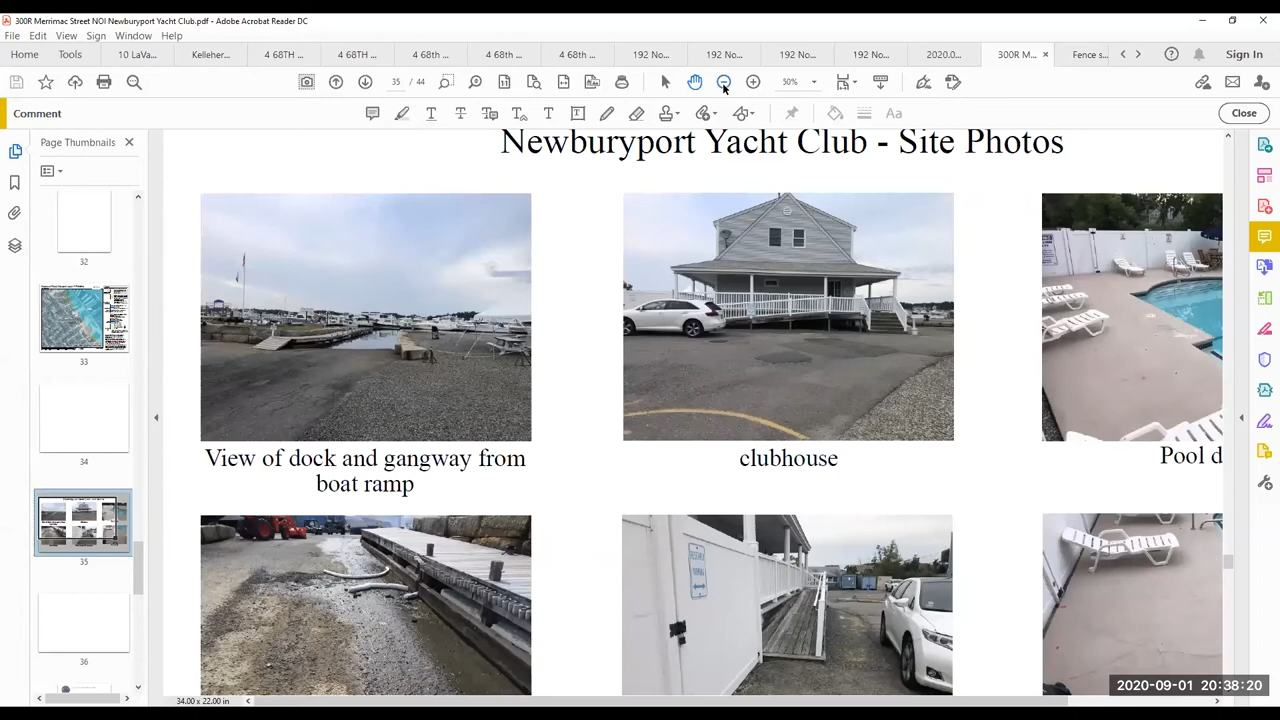 300R Merrimac Street NOI Newburyport Yacht Club.pdf - Adobe Acrobat Reader DC
File Edit View Sign Window Help
Home Tools 10 LaVa... Kelleher... 4 68TH ... 4 68TH ... 4 68th ... 4 68th ... 4 68th ... 192 No... 192 No... 192 No... 192 No... 2020.0... 300R M... × Fence s... Sign In
35 / 44 50%
Comment Close
Page Thumbnails
32
33
34
35
36
Newburyport Yacht Club - Site Photos
View of dock and gangway from
boat ramp
clubhouse
Pool d
34.00 x 22.00 in
2020-09-01 20:38:20